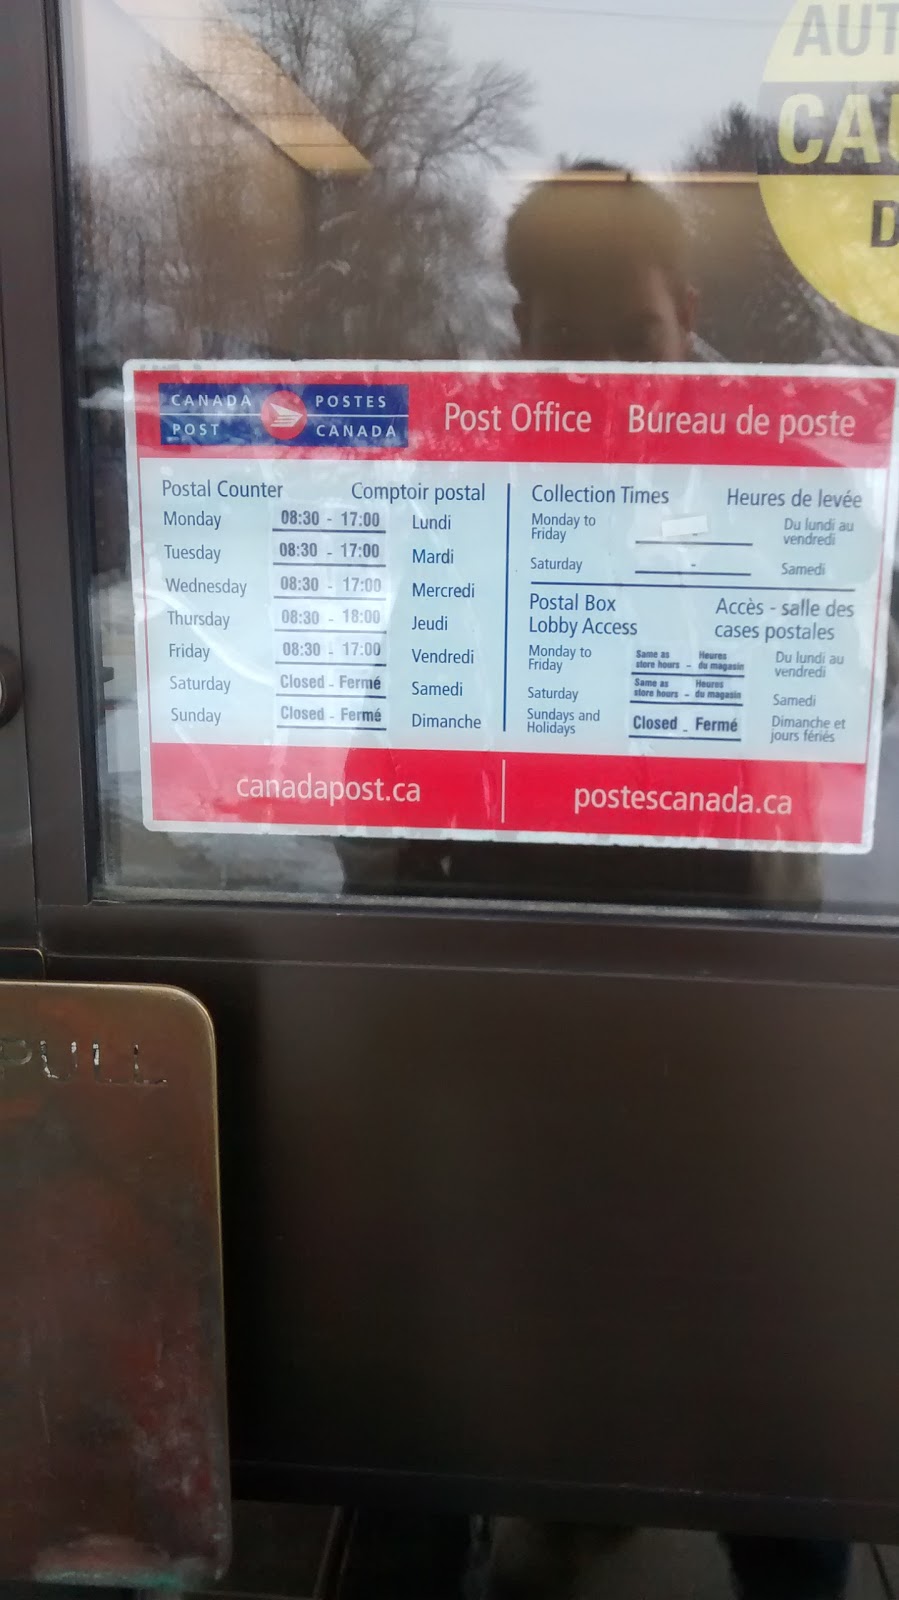 AUT
CAU
D
CANADA POSTES
POST CANADA
Post Office Bureau de poste
Postal Counter Comptoir postal
Monday 08:30 - 17:00 Lundi
Tuesday 08:30 - 17:00 Mardi
Wednesday 08:30 - 17:00 Mercredi
Thursday 08:30 - 18:00 Jeudi
Friday 08:30 - 17:00 Vendredi
Saturday Closed - Fermé Samedi
Sunday Closed - Fermé Dimanche
Collection Times Heures de levée
Monday to Du lundi au
Friday vendredi
Saturday - Samedi
Postal Box Accès - salle des
Lobby Access cases postales
Monday to Same as Heures Du lundi au
Friday store hours - du magasin vendredi
Same as Heures
Saturday store hours - du magasin Samedi
Sundays and Closed - Fermé Dimanche et
Holidays jours fériés
canadapost.ca postescanada.ca
PULL